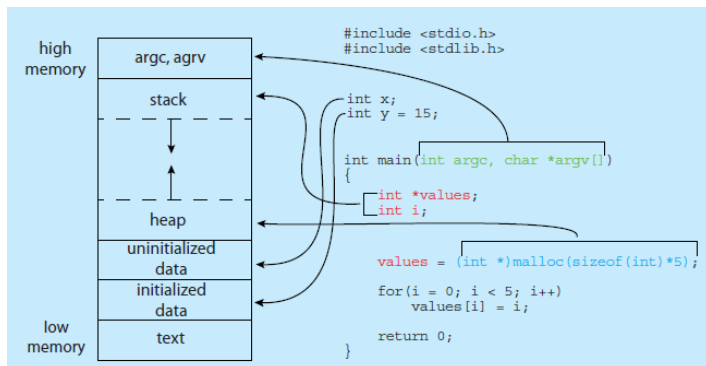 high
memory
argc, agrv
stack
heap
uninitialized
data
initialized
data
text
low
memory
#include <stdio.h>
#include <stdlib.h>
int x;
int y = 15;
int main(int argc, char *argv[])
{
int *values;
int i;
values = (int *)malloc(sizeof(int)*5);
for(i = 0; i < 5; i++)
values[i] = i;
return 0;
}